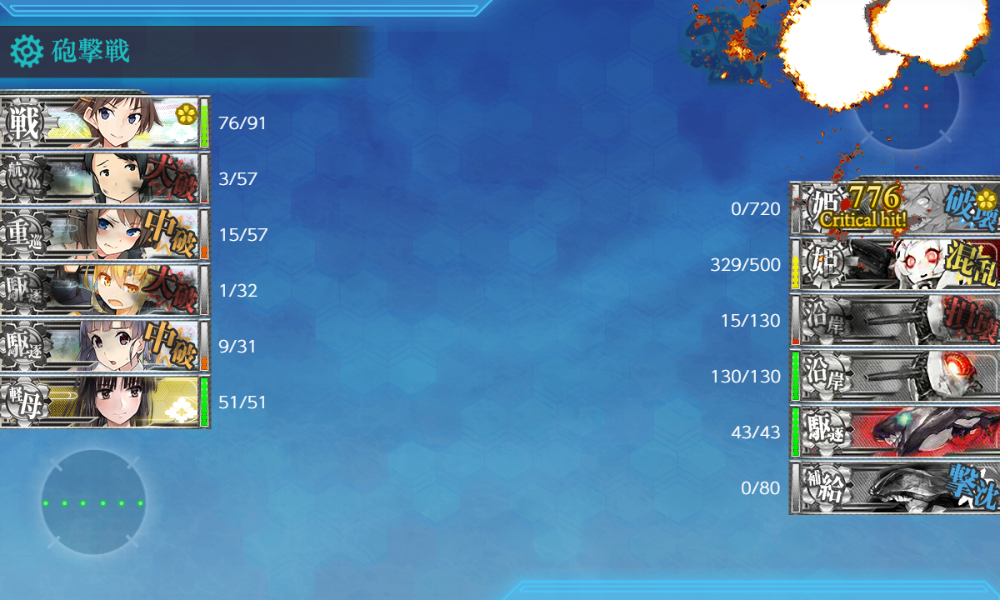 砲撃戦
戦
76/91
航巡
大破
3/57
重巡
中破
15/57
駆逐
大破
1/32
駆逐
中破
9/31
軽母
51/51
0/720
姫
776
Critical hit!
破壊
329/500
姫
混乱
15/130
沿岸
損壊
130/130
沿岸
43/43
駆逐
0/80
補給
撃沈